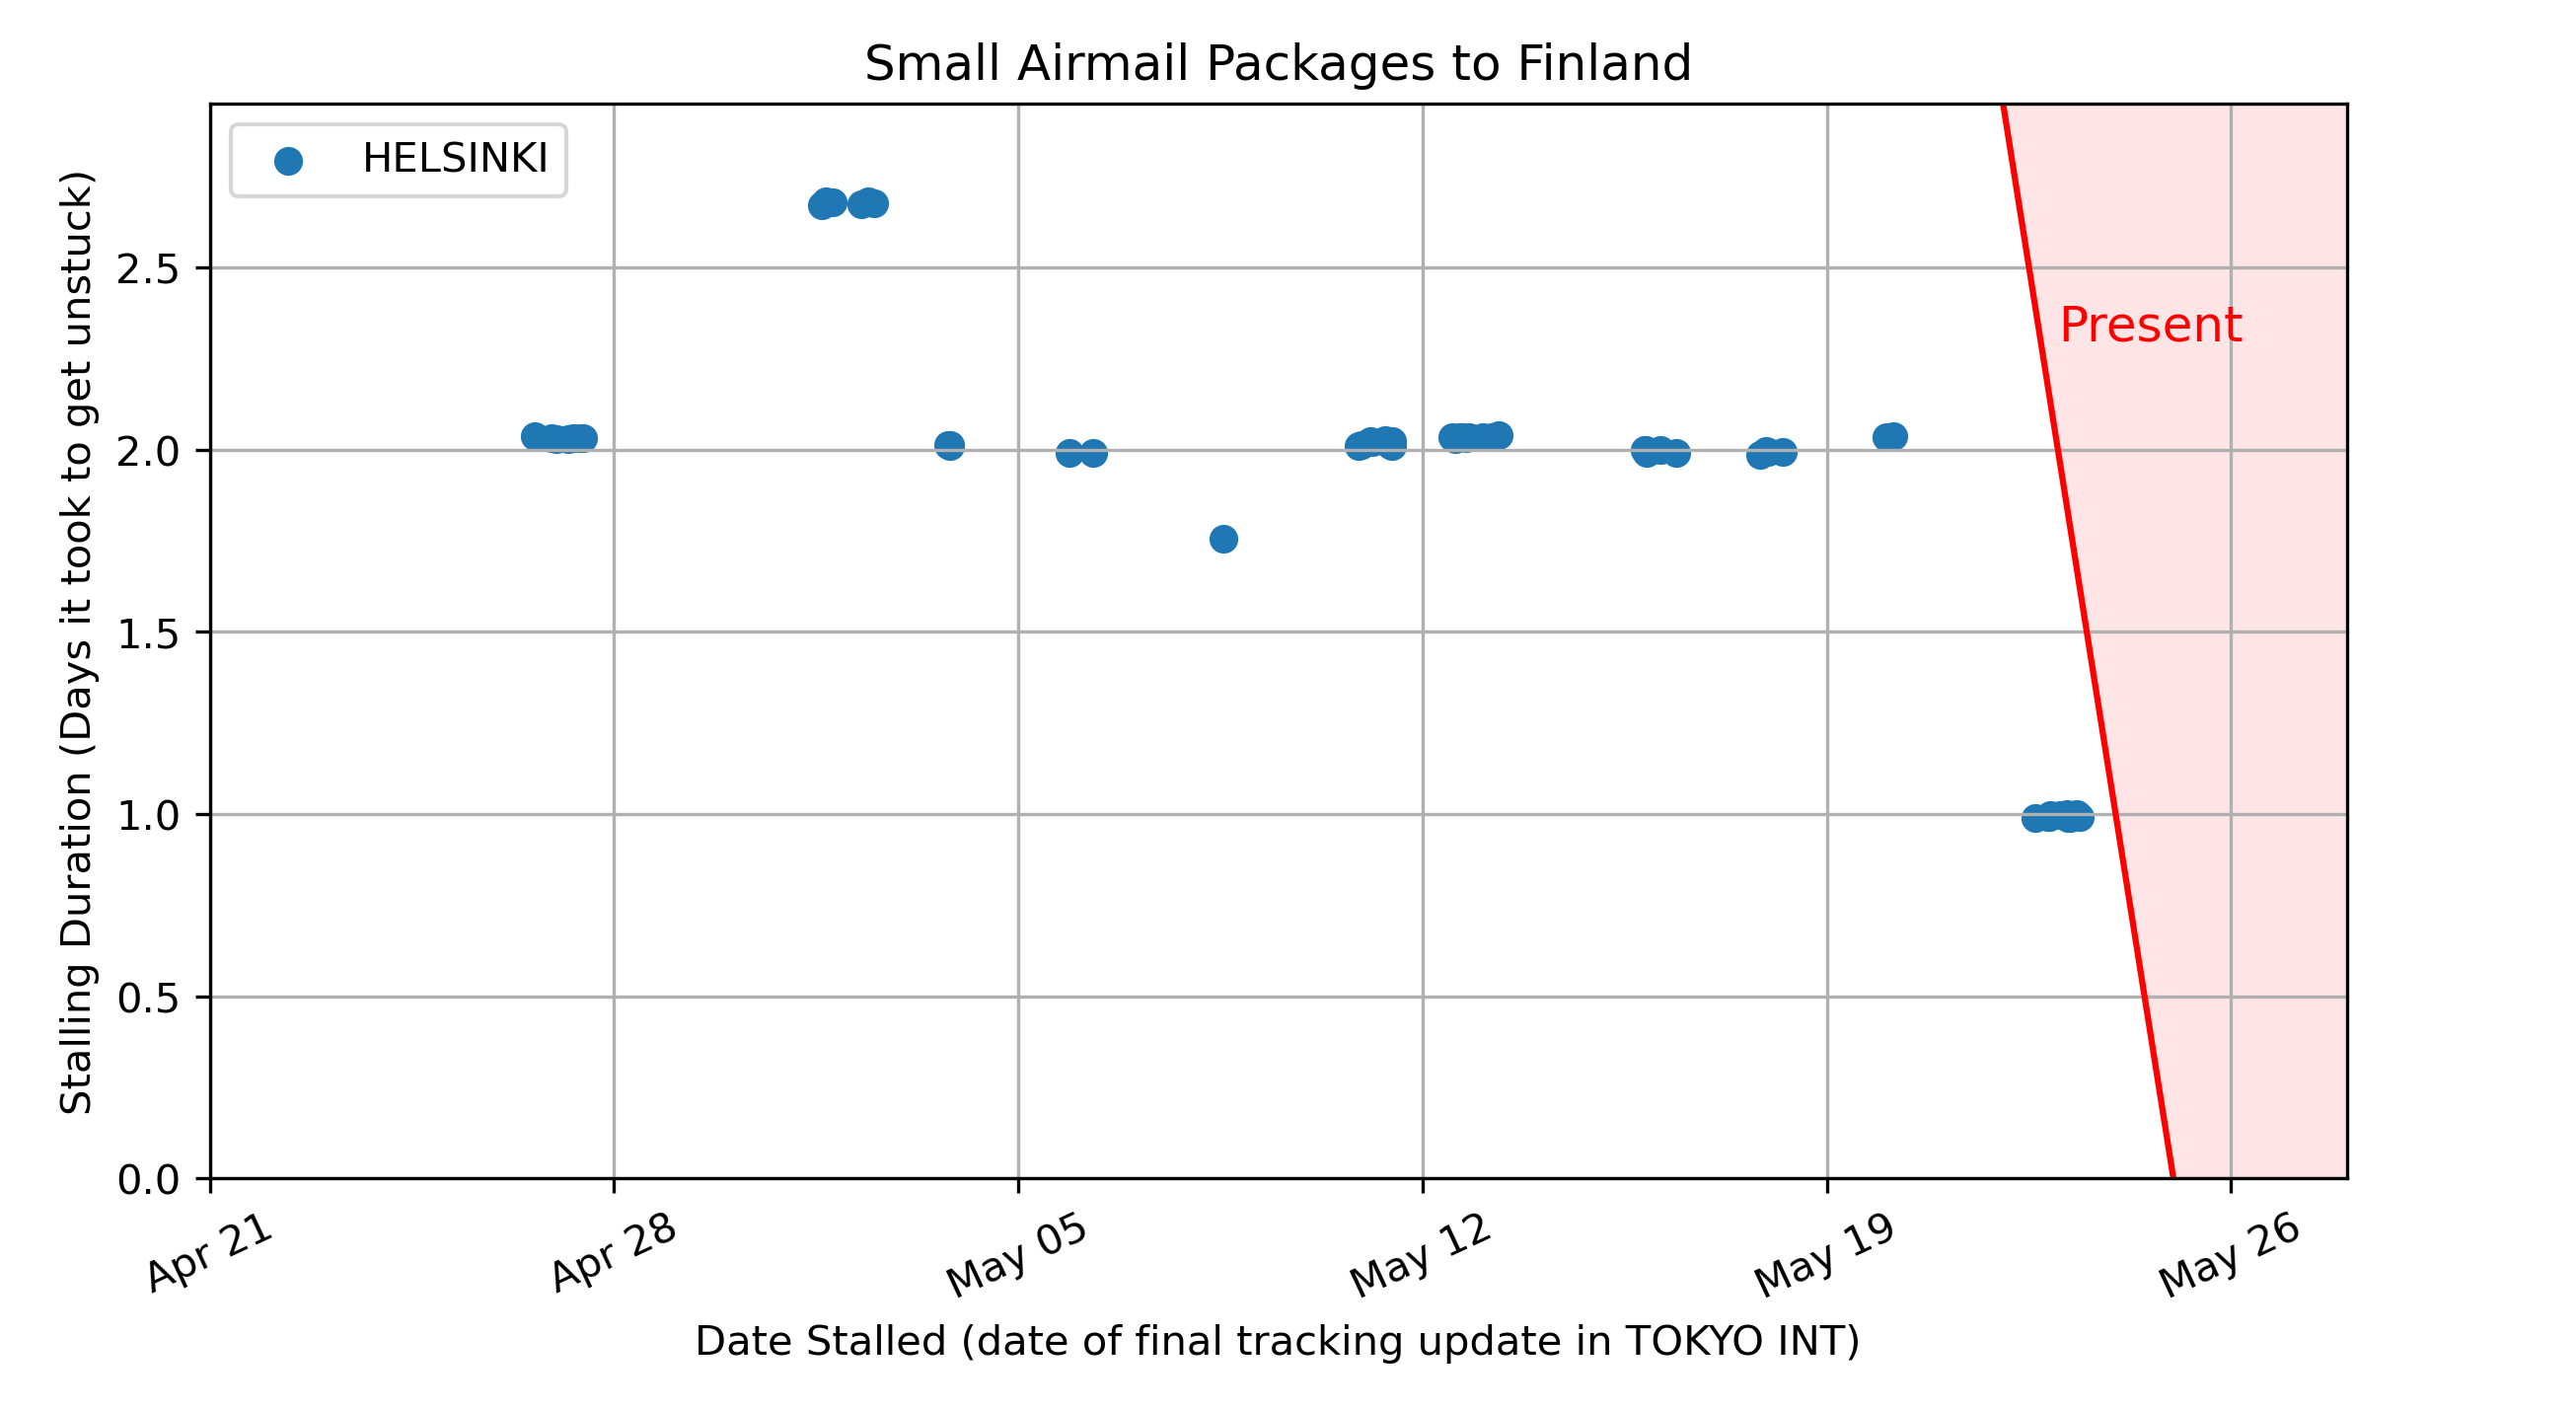 Small Airmail Packages to Finland
HELSINKI
Present
Stalling Duration (Days it took to get unstuck)
2.5
2.0
1.5
1.0
0.5
0.0
Apr 21
Apr 28
May 05
May 12
May 19
May 26
Date Stalled (date of final tracking update in TOKYO INT)